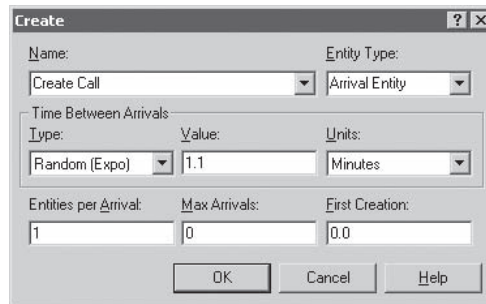 Create ? X
Name: Entity Type:
Create Call Arrival Entity
Time Between Arrivals
Type: Value: Units:
Random (Expo) 1.1 Minutes
Entities per Arrival: Max Arrivals: First Creation:
1 0 0.0
OK Cancel Help